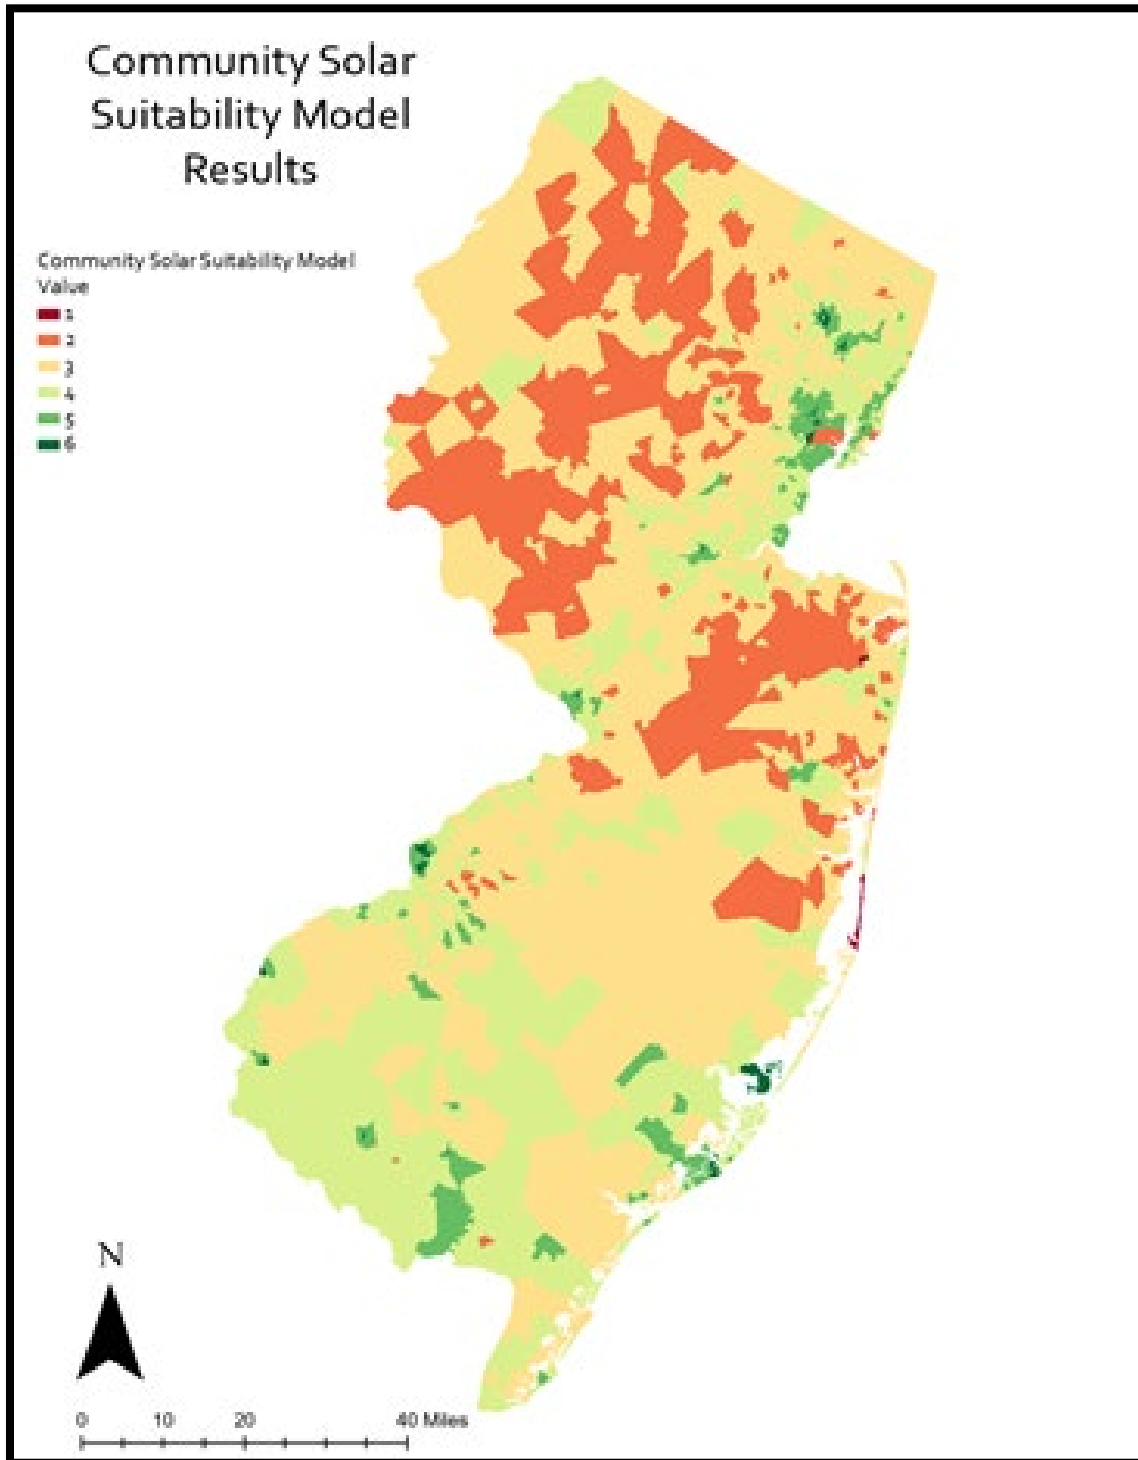 Community Solar
Suitability Model
Results
Community Solar Suitability Model
Value
1
2
3
4
5
6
N
0 10 20 40 Miles